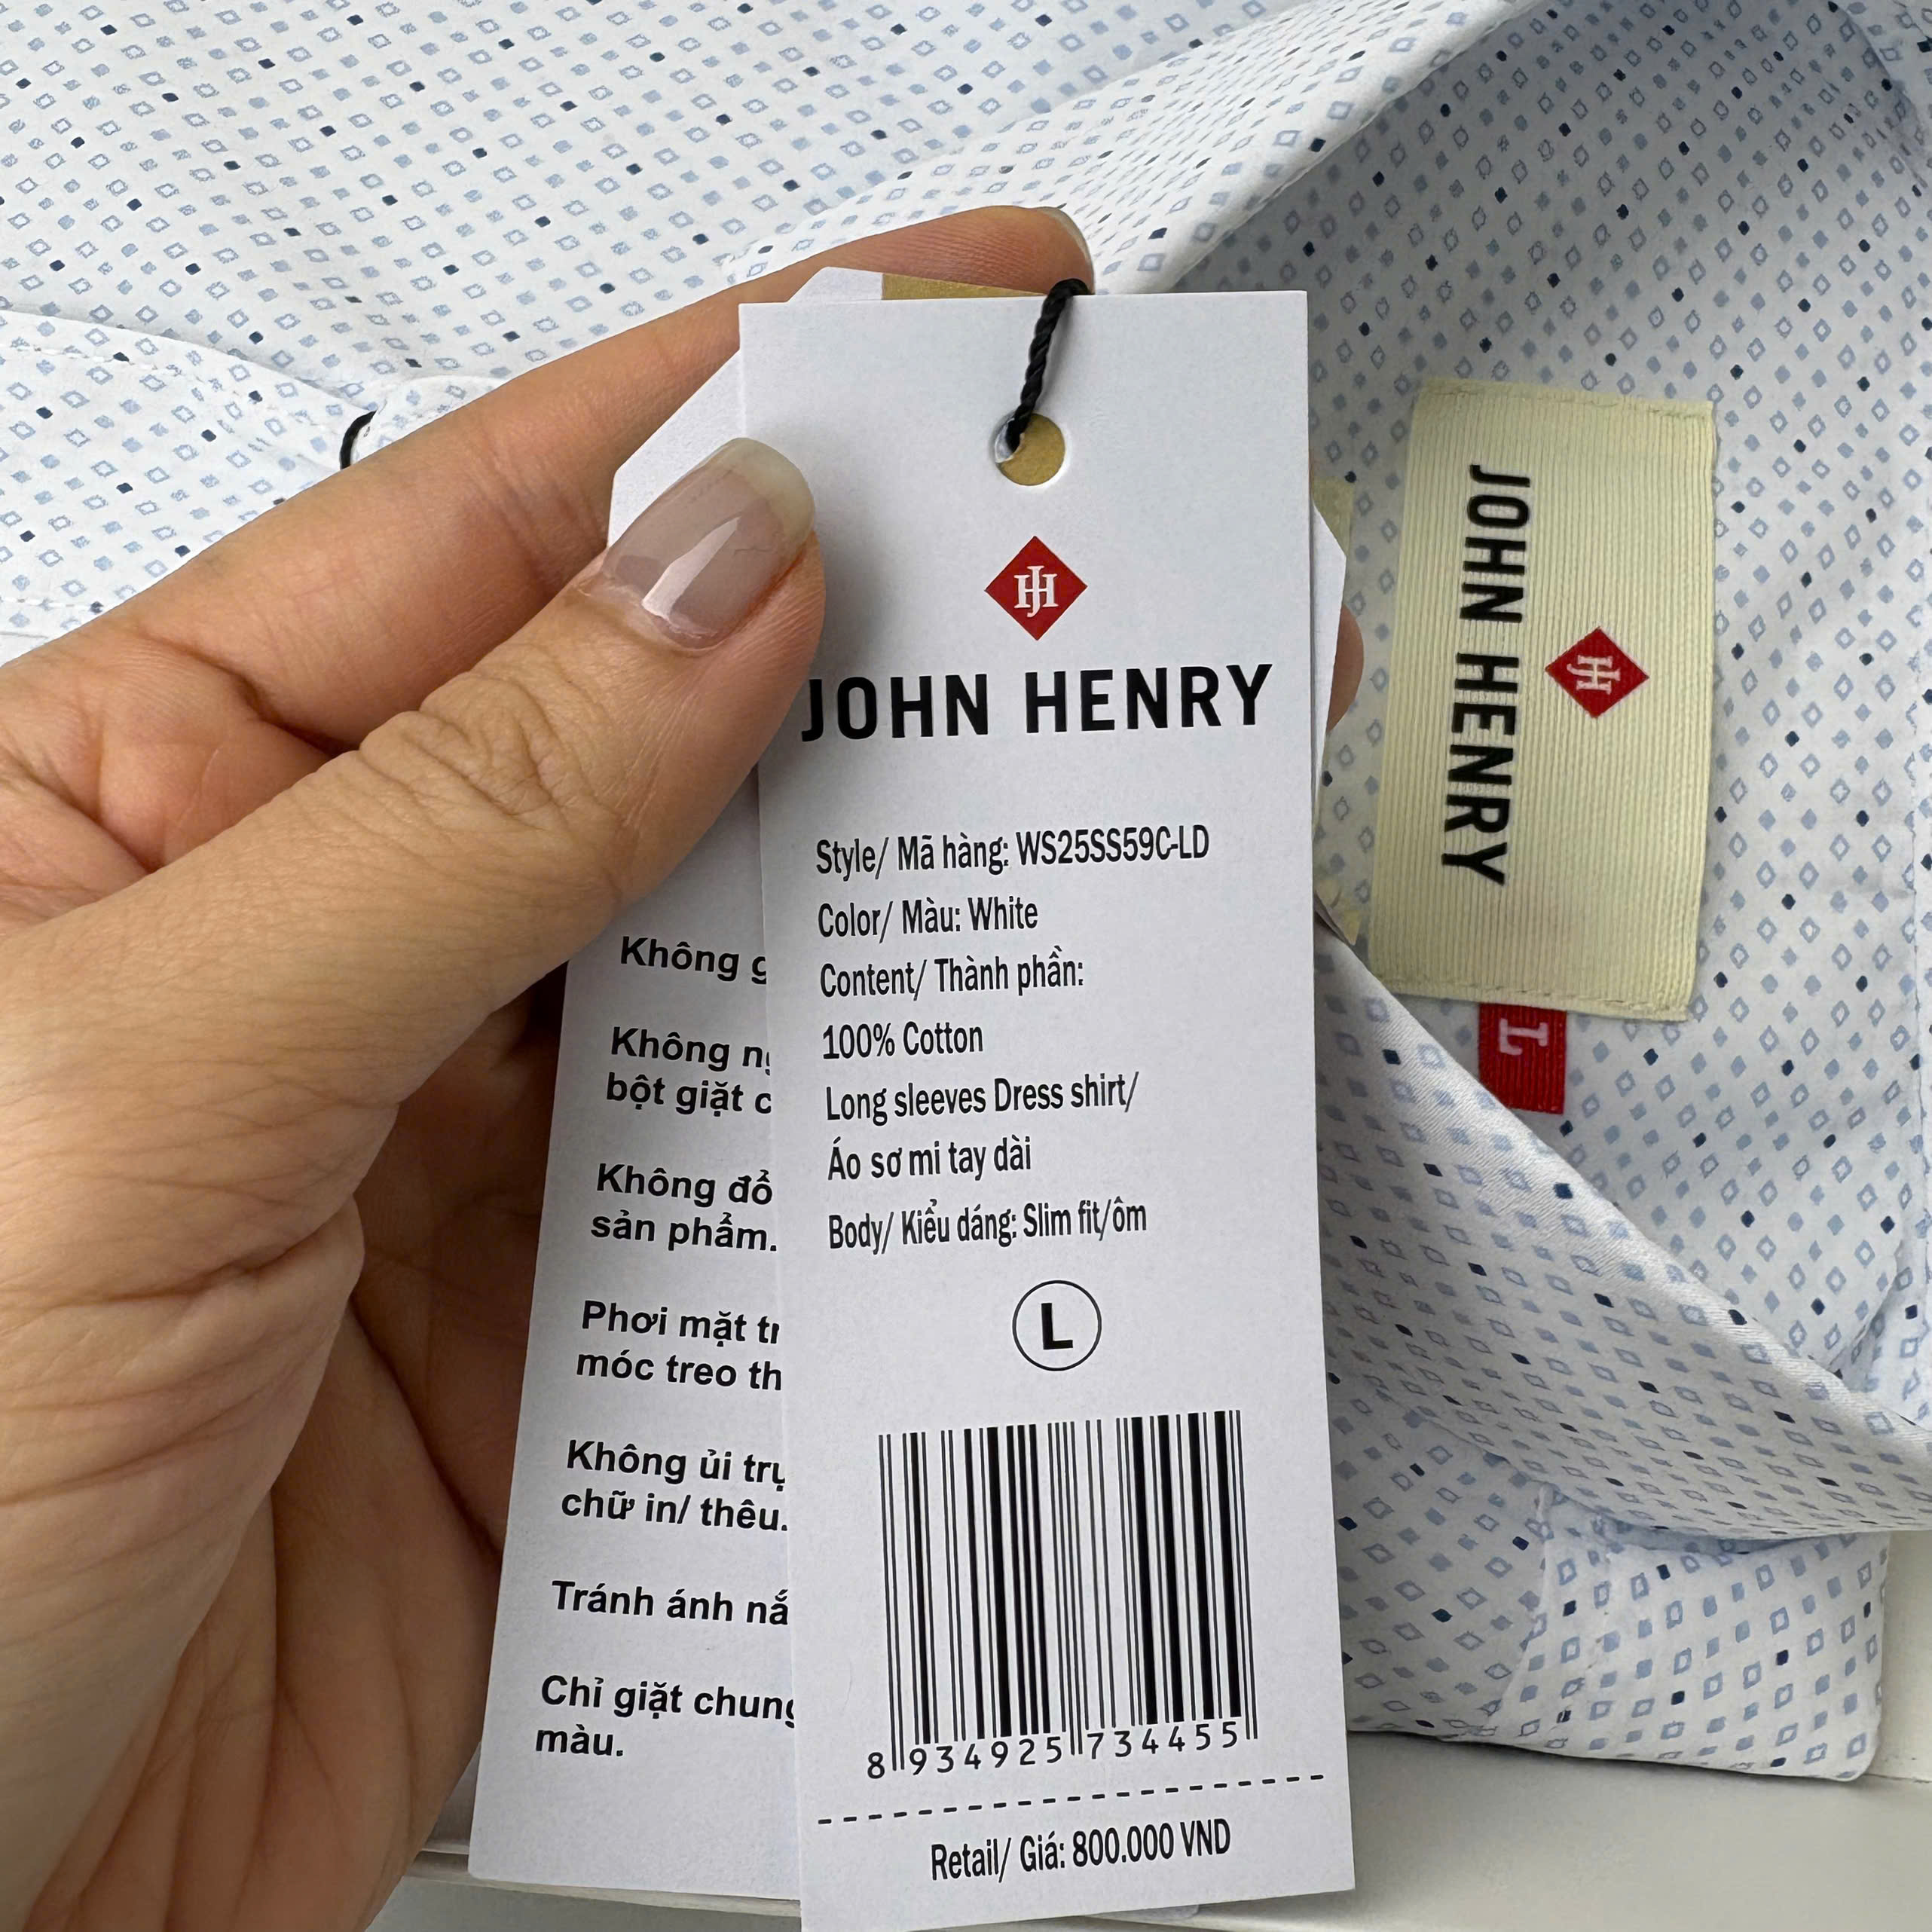 JH
JOHN HENRY
Style/ Mã hàng: WS25SS59C-LD
Color/ Màu: White
Content/ Thành phần:
100% Cotton
Long sleeves Dress shirt/
Áo sơ mi tay dài
Body/ Kiểu dáng: Slim fit/ôm
L
8 934925 734455
Retail/ Giá: 800.000 VND
Không
Không
bột giặt
Không
sản phẩm.
Phơi mặt
móc treo
Không ủi
chữ in/ thêu.
Tránh ánh
Chỉ giặt
màu.
JH
JOHN HENRY
L